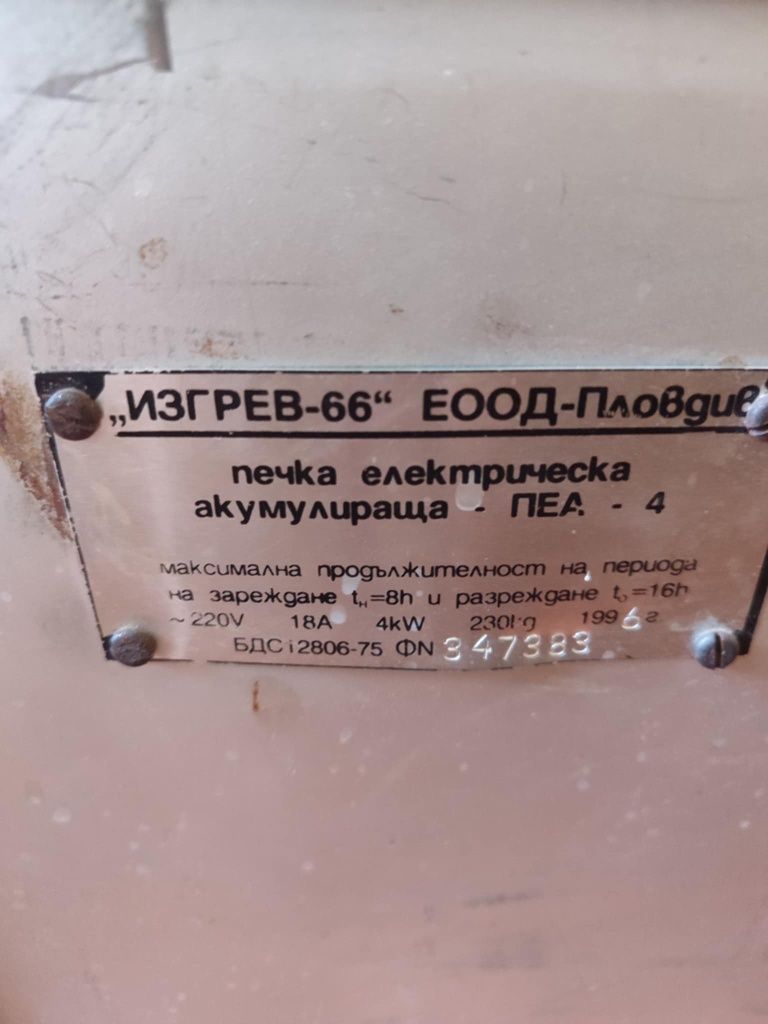 „ИЗГРЕВ-66“ ЕООД-Пловдив
печка електрическа
акумулираща - ПЕА - 4
максимална продължителност на периода
на зареждане tн=8h и разреждане tр=16h
~220V 18A 4kW 230kg 1996г
БДС 12806-75 ФN 347383